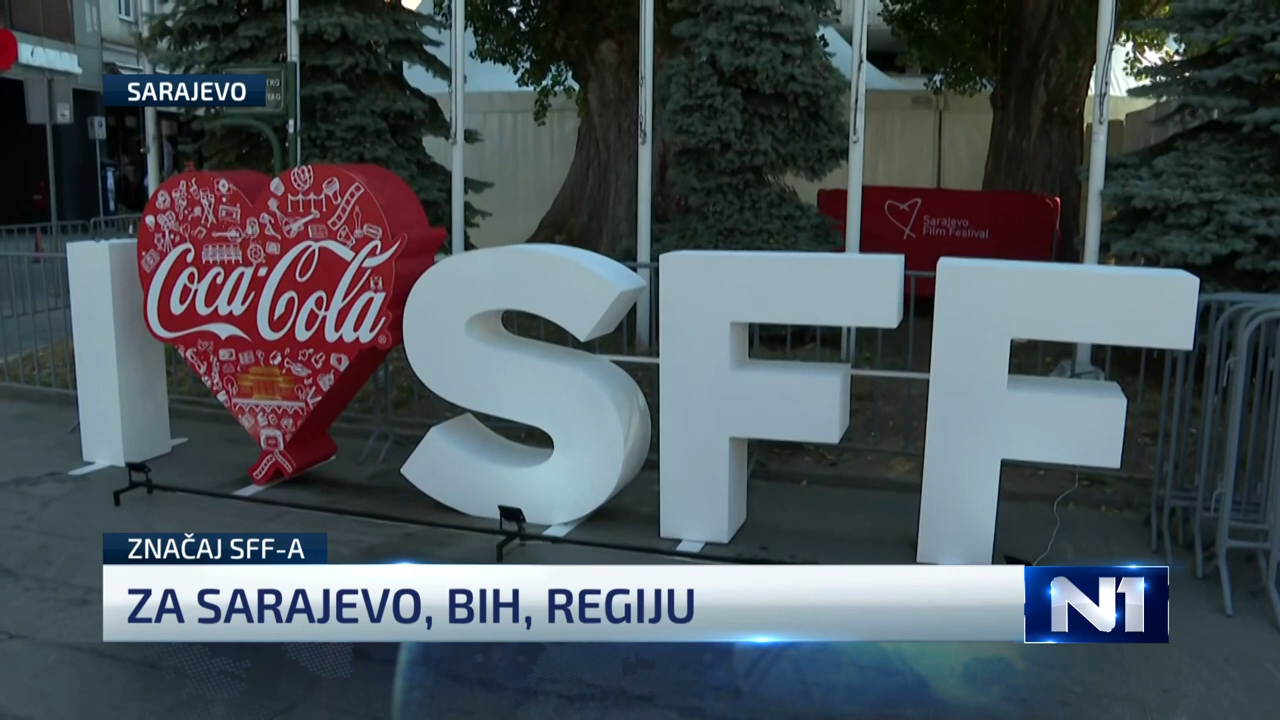 SARAJEVO
I
Coca-Cola
SFF
Sarajevo
Film Festival
ZNAČAJ SFF-A
ZA SARAJEVO, BIH, REGIJU
N1